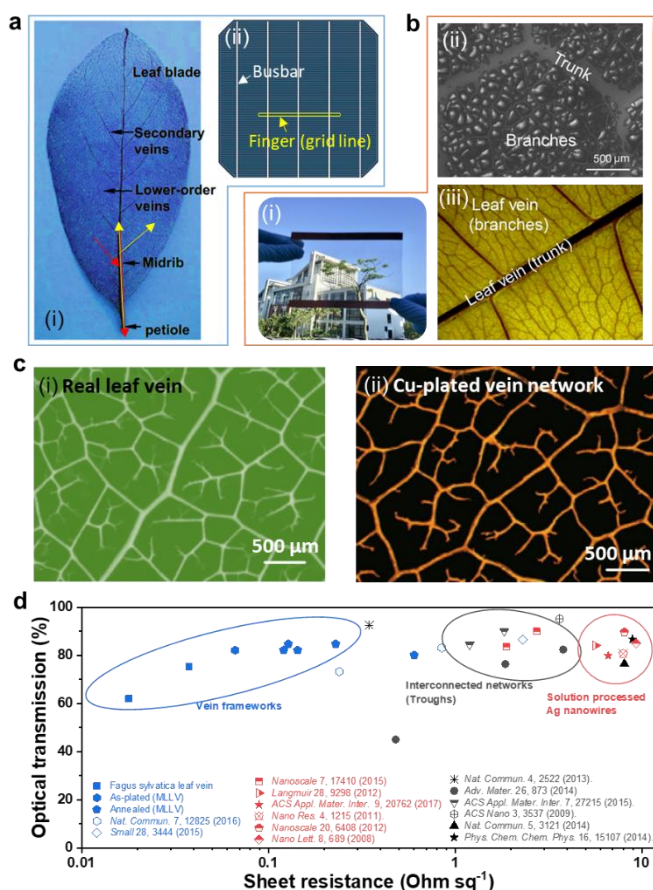 a
Leaf blade
Secondary
veins
Lower-order
veins
Midrib
petiole
(i)
(ii)
Busbar
Finger (grid line)
b
(ii)
Trunk
Branches
500 µm
(i)
(iii)
Leaf vein
(branches)
Leaf vein (trunk)
c
(i) Real leaf vein
500 µm
(ii) Cu-plated vein network
500 µm
d
Optical transmission (%)
100
80
60
40
20
0
Vein frameworks
Interconnected networks
(Troughs)
Solution processed
Ag nanowires
Fagus sylvatica leaf vein
As-plated (MLLV)
Annealed (MLLV)
Nat. Commun. 7, 12825 (2016)
Small 28, 3444 (2015)
Nanoscale 7, 17410 (2015)
Langmuir 28, 9298 (2012)
ACS Appl. Mater. Inter. 9, 20762 (2017)
Nano Res. 4, 1215 (2011).
Nanoscale 20, 6408 (2012)
Nano Lett. 8, 689 (2008)
Nat. Commun. 4, 2522 (2013).
Adv. Mater. 26, 873 (2014)
ACS Appl. Mater. Inter. 7, 27215 (2015).
ACS Nano 3, 3537 (2009).
Nat. Commun. 5, 3121 (2014)
Phys. Chem. Chem. Phys. 16, 15107 (2014).
0.01
0.1
1
10
Sheet resistance (Ohm sq-1)